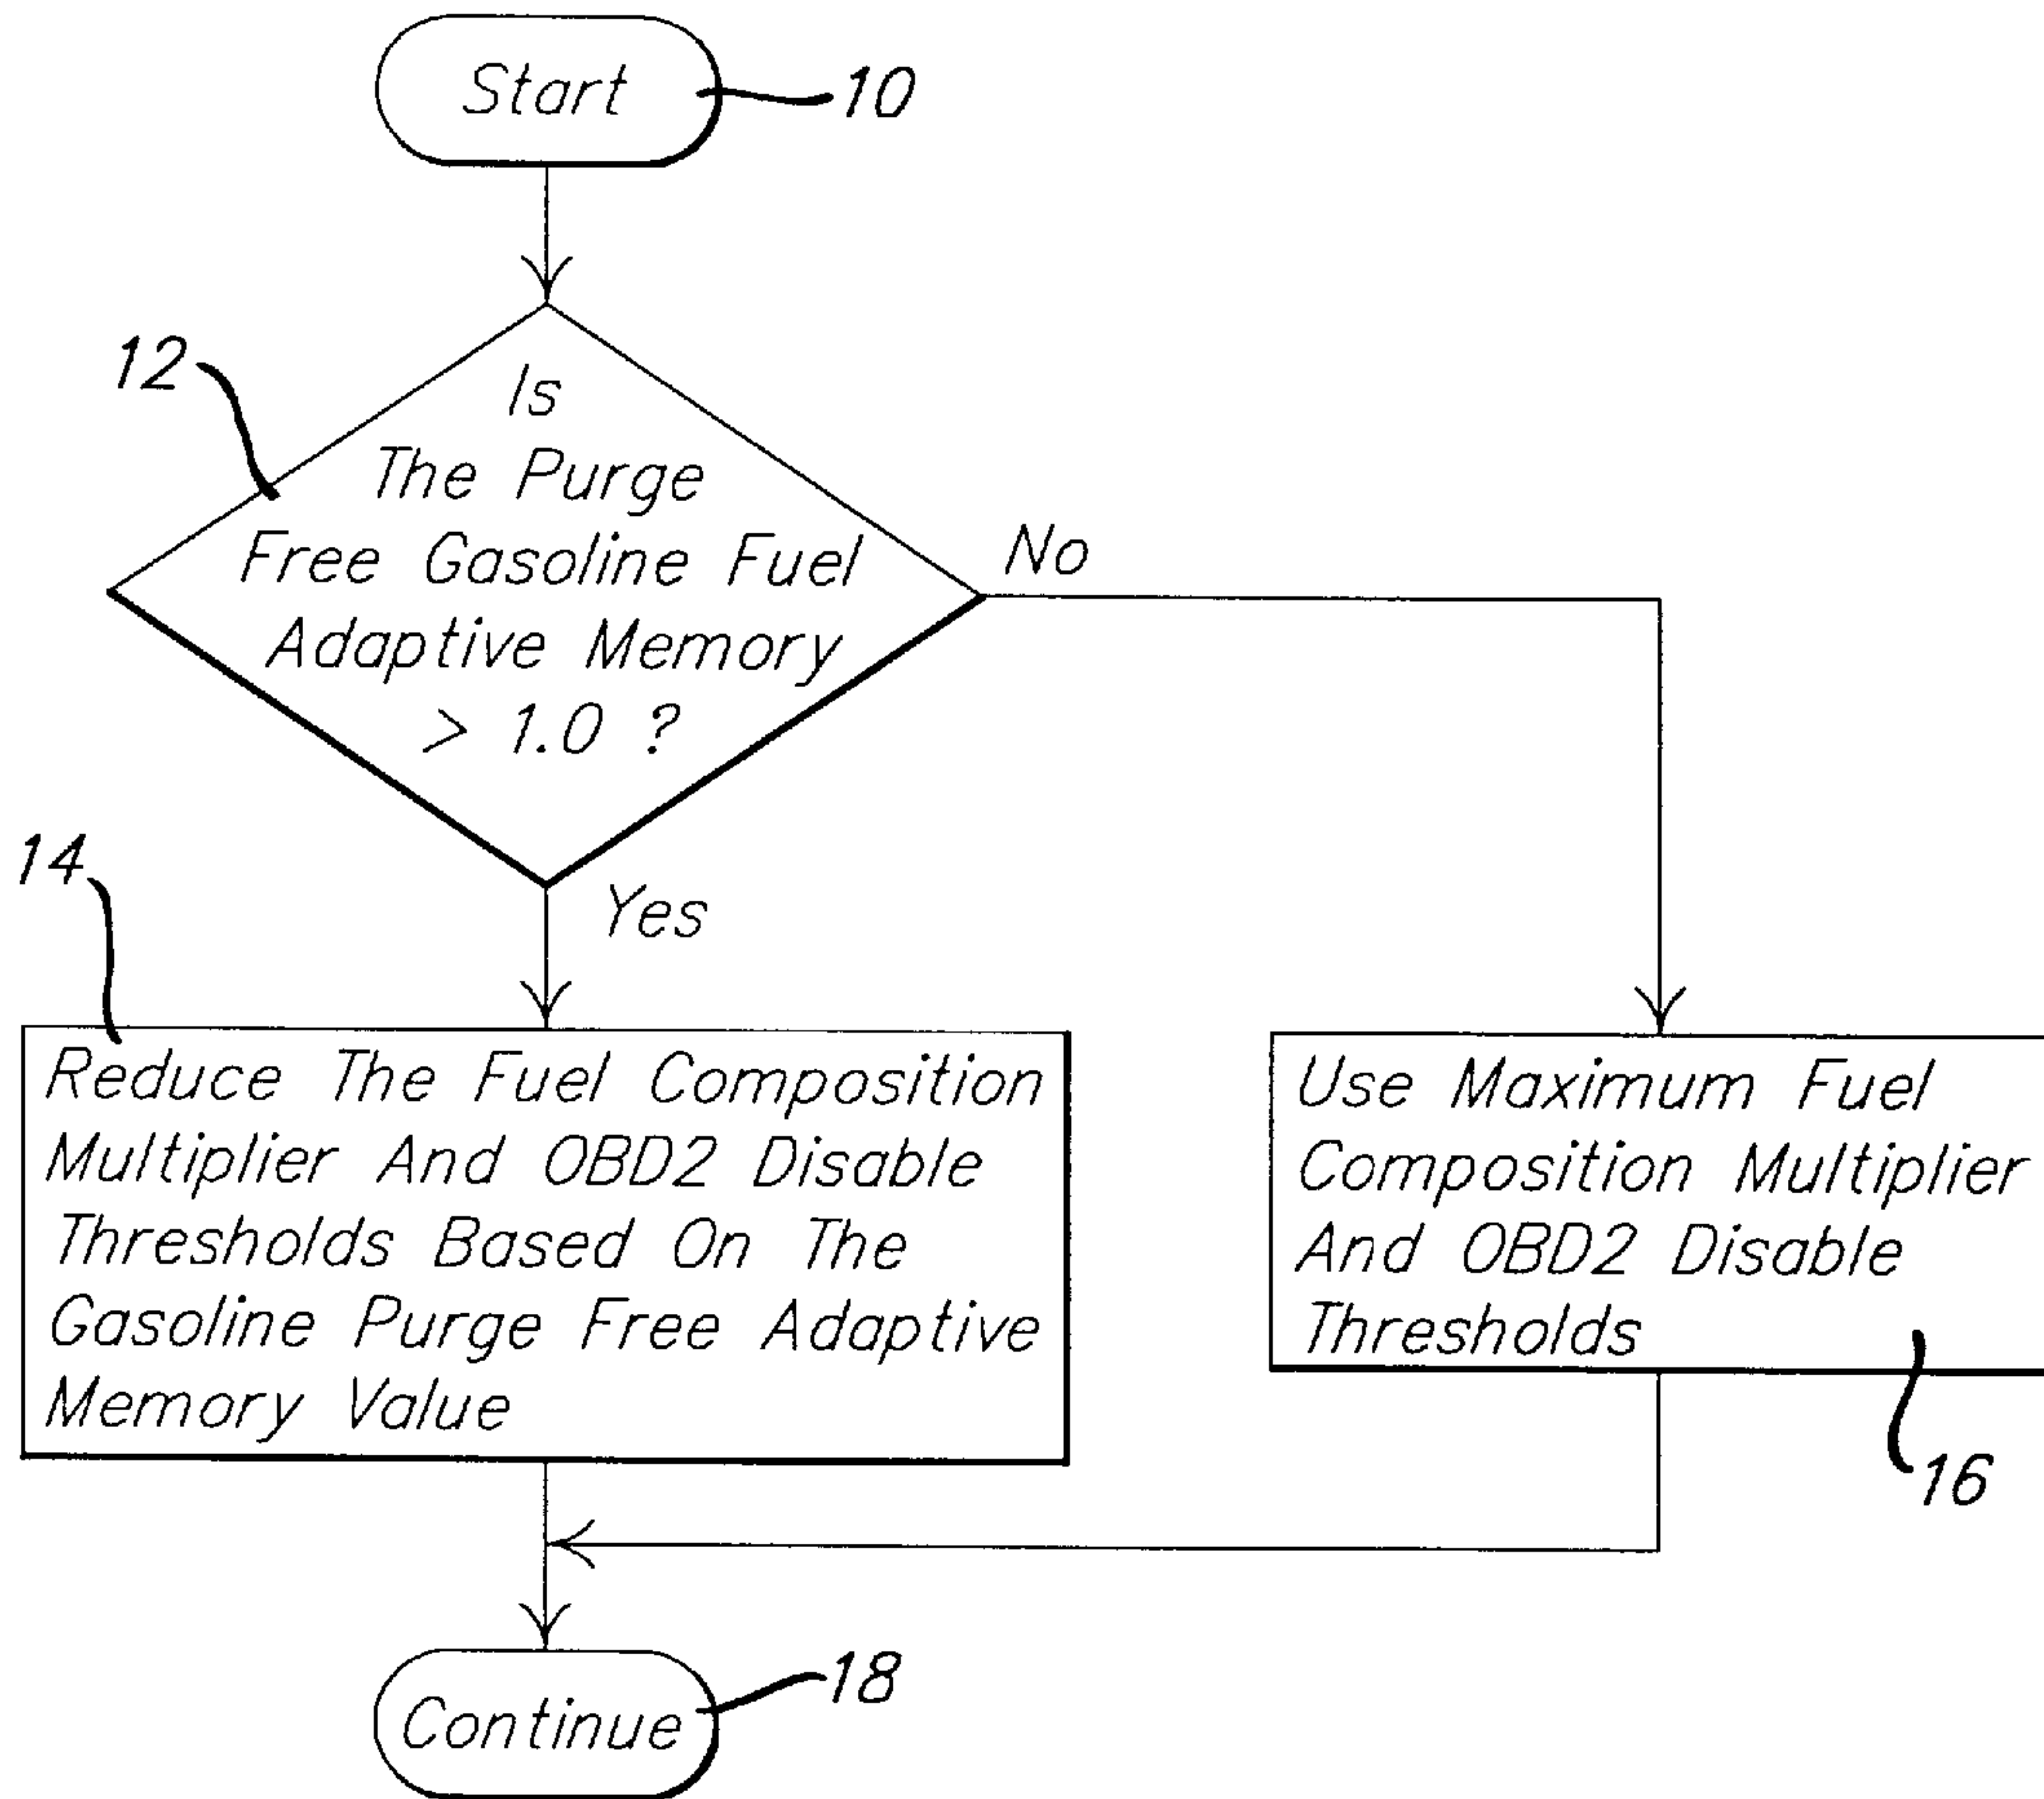 Start
10
12
Is
The Purge
Free Gasoline Fuel
Adaptive Memory
> 1.0 ?
No
Yes
14
Reduce The Fuel Composition
Multiplier And OBD2 Disable
Thresholds Based On The
Gasoline Purge Free Adaptive
Memory Value
Use Maximum Fuel
Composition Multiplier
And OBD2 Disable
Thresholds
16
Continue
18